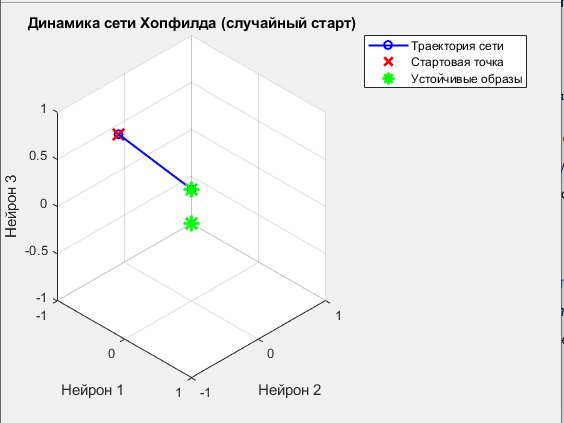 Динамика сети Хопфилда (случайный старт)
Траектория сети
Стартовая точка
Устойчивые образы
1
0.5
0
-0.5
-1
Нейрон 3
-1
0
1
Нейрон 1
-1
0
1
Нейрон 2